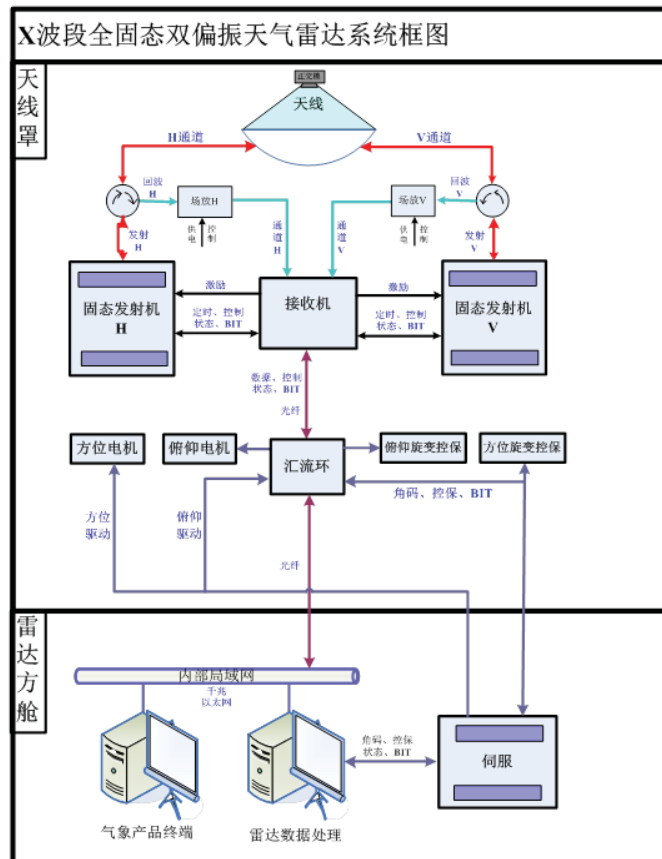 X波段全固态双偏振天气雷达系统框图
天线罩
正交模
天线
H通道
V通道
回波
H
场放H
场放V
回波
V
供电
控制
通道H
通道V
供电
控制
发射
H
发射
V
固态发射机
H
激励
定时、控制
状态、BIT
接收机
激励
定时、控制
状态、BIT
固态发射机
V
数据、控制
状态、BIT
光纤
方位电机
俯仰电机
汇流环
俯仰旋变控保
方位旋变控保
角码、控保、BIT
方位
驱动
俯仰
驱动
光纤
雷达方舱
内部局域网
千兆
以太网
角码、控保
状态、BIT
伺服
气象产品终端
雷达数据处理